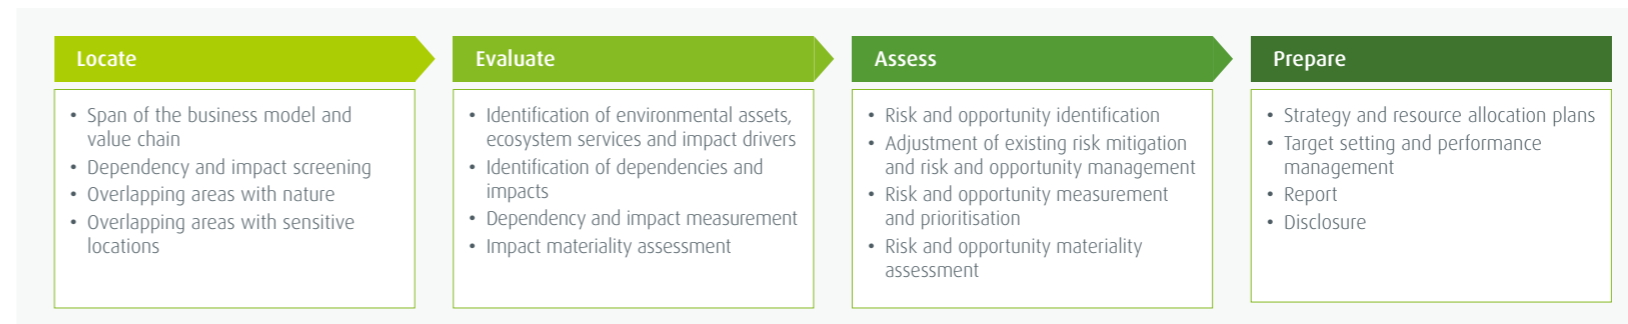 Locate
• Span of the business model and
value chain
• Dependency and impact screening
• Overlapping areas with nature
• Overlapping areas with sensitive
locations
Evaluate
• Identification of environmental assets,
ecosystem services and impact drivers
• Identification of dependencies and
impacts
• Dependency and impact measurement
• Impact materiality assessment
Assess
• Risk and opportunity identification
• Adjustment of existing risk mitigation
and risk and opportunity management
• Risk and opportunity measurement
and prioritisation
• Risk and opportunity materiality
assessment
Prepare
• Strategy and resource allocation plans
• Target setting and performance
management
• Report
• Disclosure